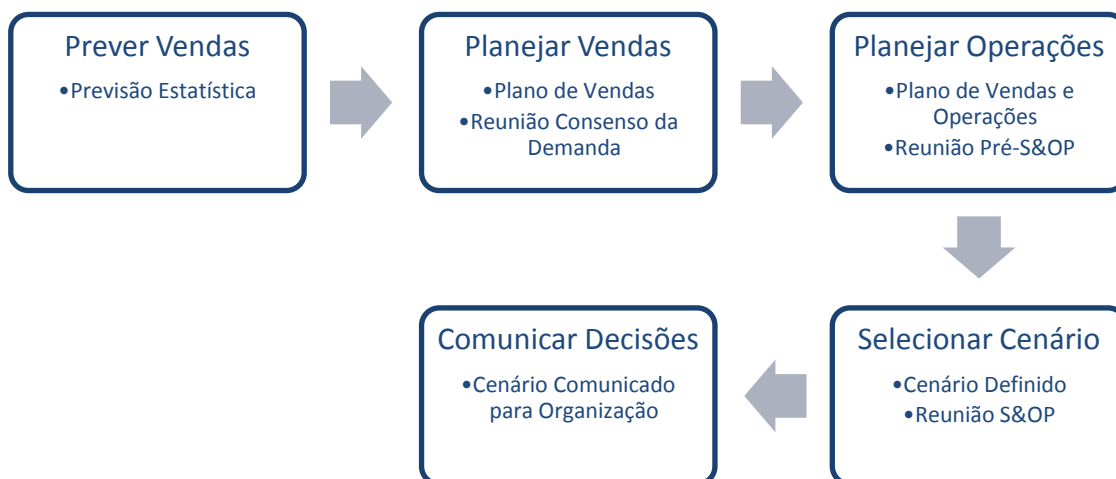 Prever Vendas
•Previsão Estatística
Planejar Vendas
•Plano de Vendas
•Reunião Consenso da
Demanda
Planejar Operações
•Plano de Vendas e
Operações
•Reunião Pré-S&OP
Selecionar Cenário
•Cenário Definido
•Reunião S&OP
Comunicar Decisões
•Cenário Comunicado
para Organização